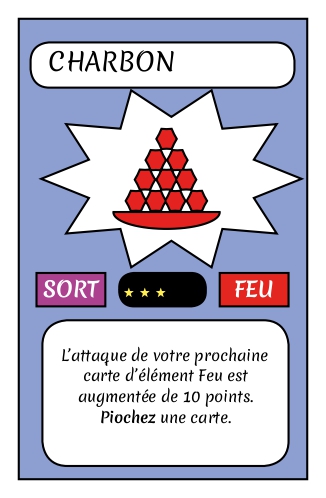 CHARBON
SORT
FEU
L'attaque de votre prochaine
carte d'élément Feu est
augmentée de 10 points.
Piochez une carte.